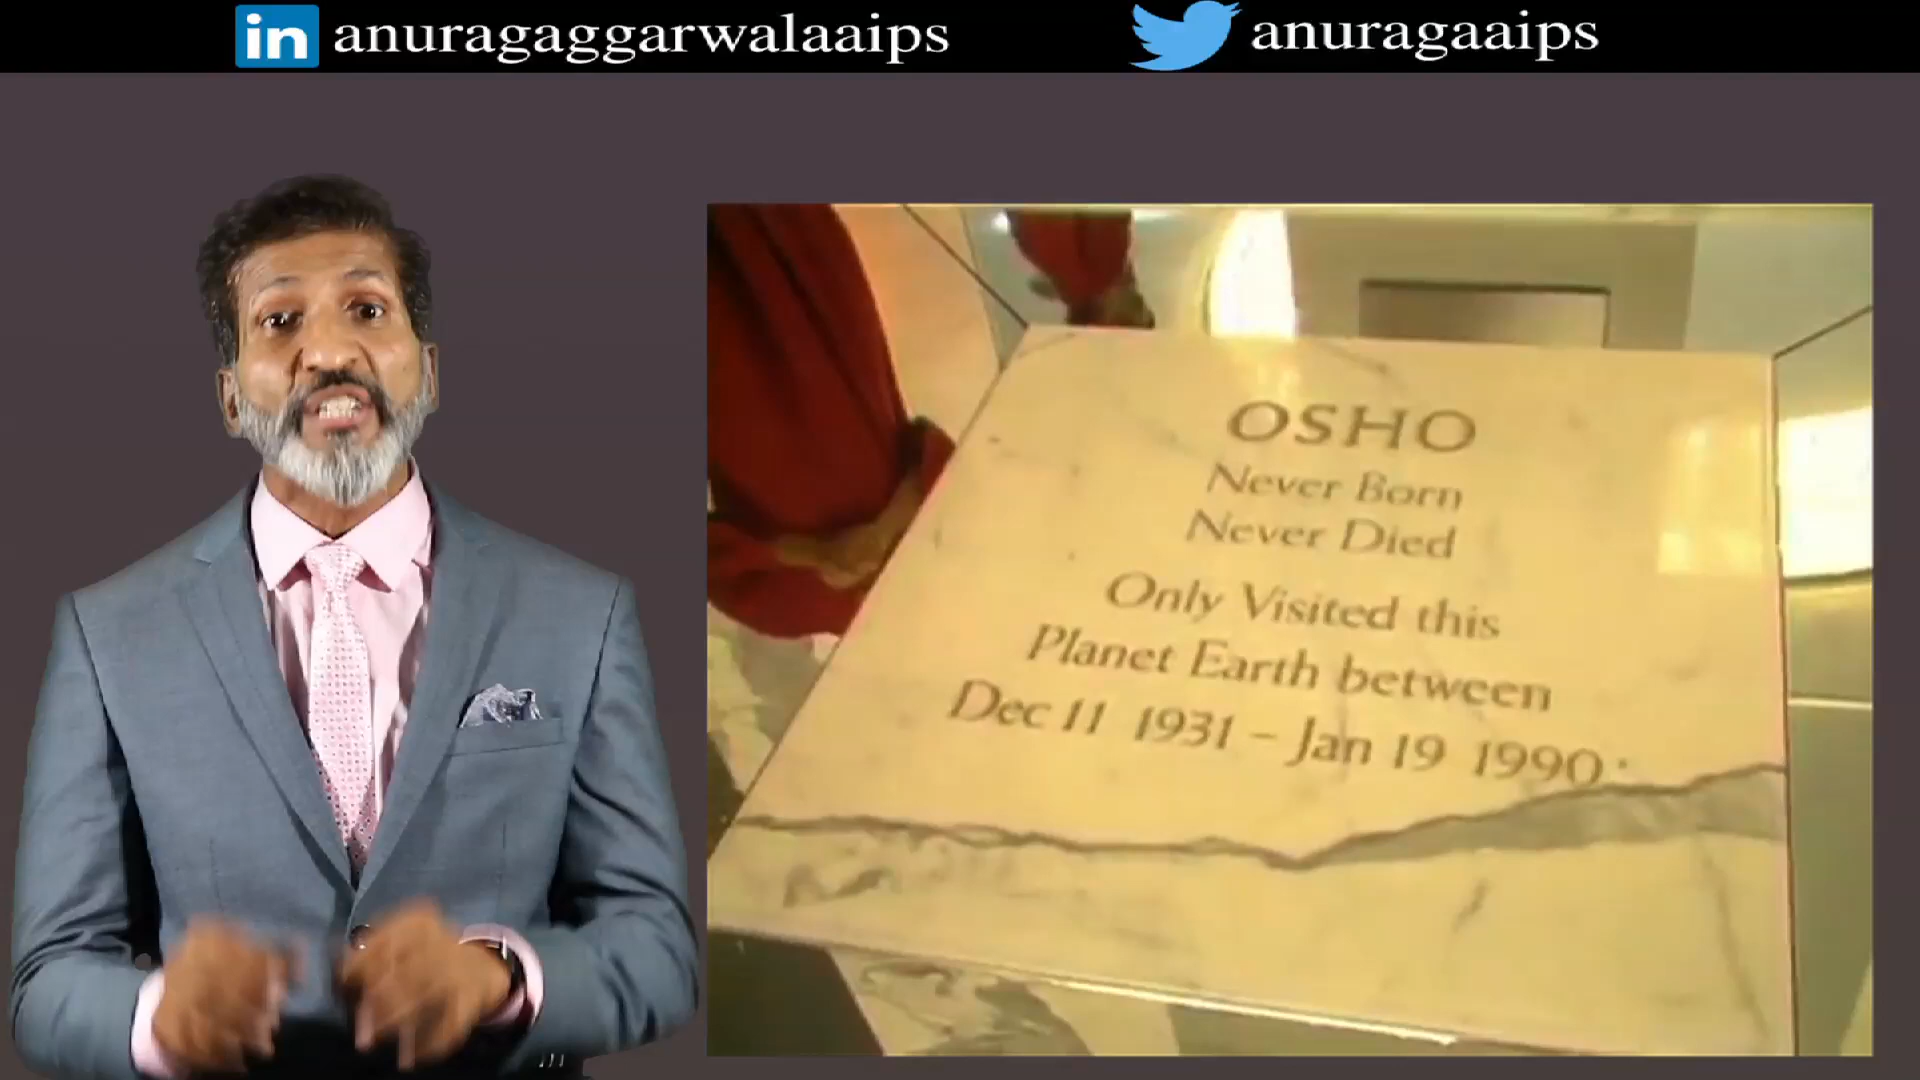 in anuragaggarwalaaips
anuragaaips
OSHO
Never Born
Never Died
Only Visited this
Planet Earth between
Dec 11 1931 – Jan 19 1990